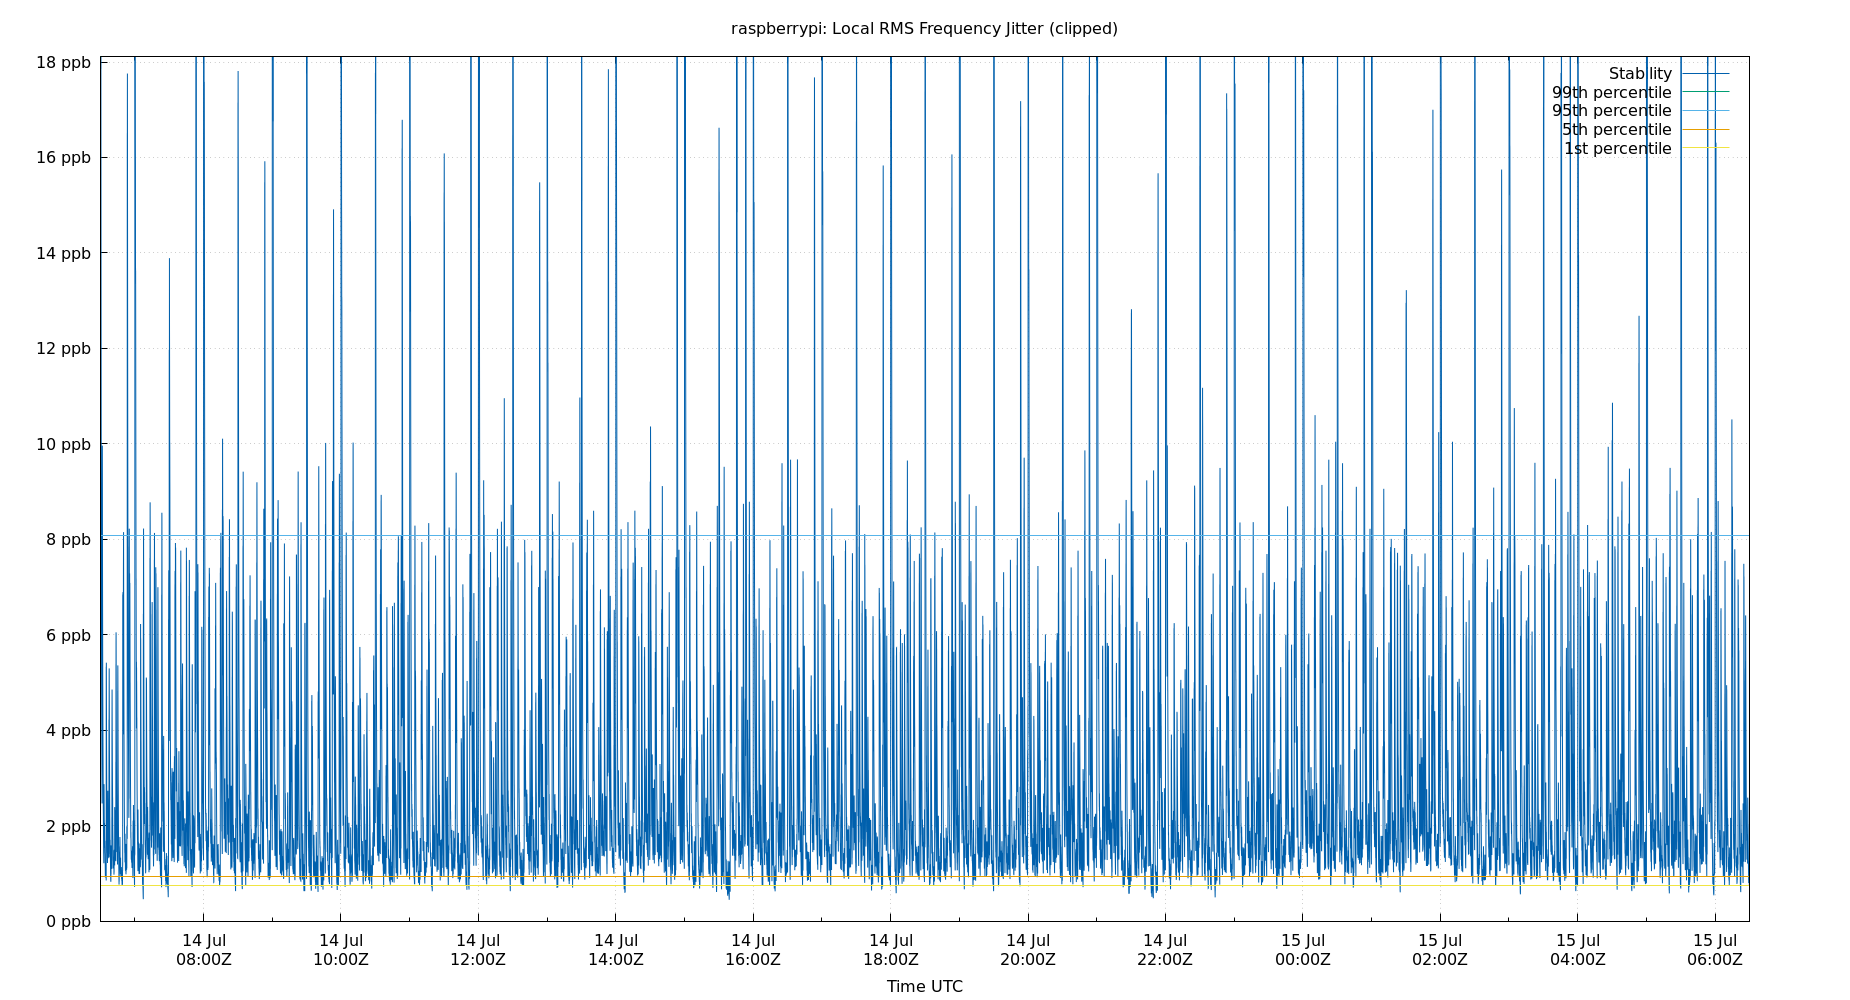 raspberrypi: Local RMS Frequency Jitter (clipped)
18 ppb
16 ppb
14 ppb
12 ppb
10 ppb
8 ppb
6 ppb
4 ppb
2 ppb
0 ppb
Stability
99th percentile
95th percentile
5th percentile
1st percentile
14 Jul
08:00Z
14 Jul
10:00Z
14 Jul
12:00Z
14 Jul
14:00Z
14 Jul
16:00Z
14 Jul
18:00Z
14 Jul
20:00Z
14 Jul
22:00Z
15 Jul
00:00Z
15 Jul
02:00Z
15 Jul
04:00Z
15 Jul
06:00Z
Time UTC